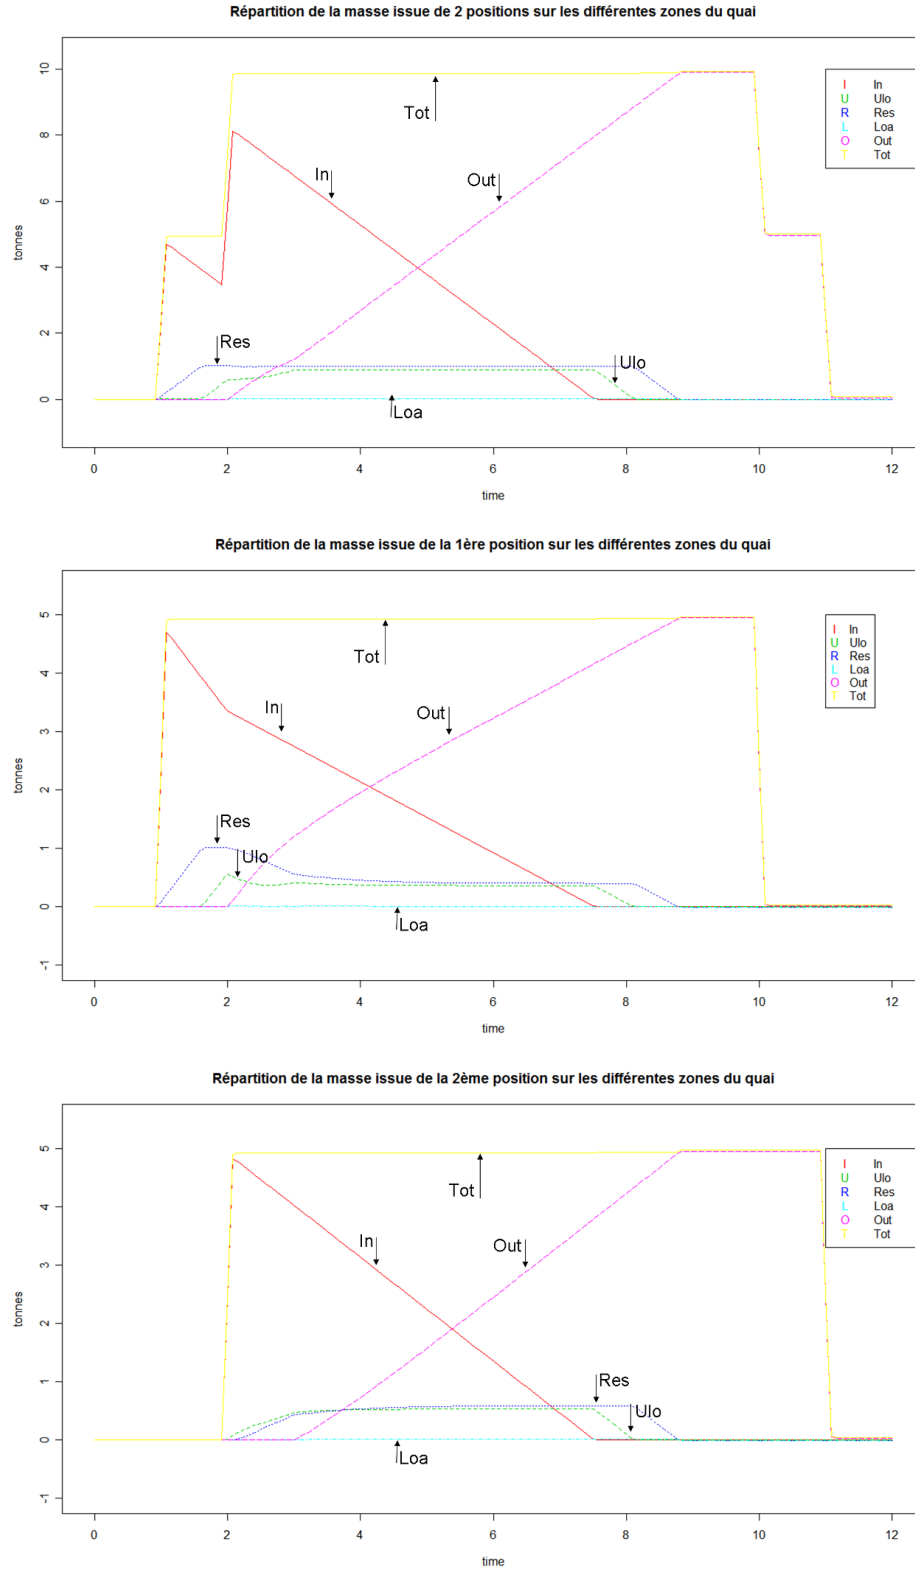 Répartition de la masse issue de 2 positions sur les différentes zones du quai
tonnes
10
8
6
4
2
0
Tot
In
Out
Res
Ulo
Loa
I In
U Ulo
R Res
L Loa
O Out
T Tot
0 2 4 6 8 10 12
time
Répartition de la masse issue de la 1ère position sur les différentes zones du quai
tonnes
5
4
3
2
1
0
-1
Tot
In
Out
Res
Ulo
Loa
I In
U Ulo
R Res
L Loa
O Out
T Tot
0 2 4 6 8 10 12
time
Répartition de la masse issue de la 2ème position sur les différentes zones du quai
tonnes
5
4
3
2
1
0
-1
Tot
In
Out
Res
Ulo
Loa
I In
U Ulo
R Res
L Loa
O Out
T Tot
0 2 4 6 8 10 12
time